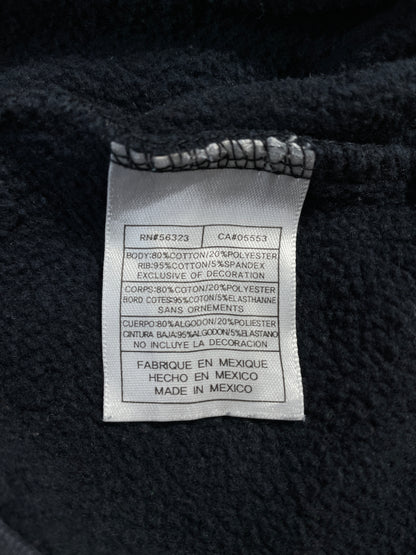 RN#56323 CA#05553
BODY:80%COTTON/20%POLYESTER
RIB:95%COTTON/5%SPANDEX
EXCLUSIVE OF DECORATION
CORPS:80%COTON/20%POLYESTER
BORD COTES:95%COTON/5%ELASTHANNE
SANS ORNEMENTS
CUERPO:80%ALGODON/20%POLIESTER
CINTURA BAJA:95%ALGODON/5%ELASTANO
NO INCLUYE LA DECORACION
FABRIQUE EN MEXIQUE
HECHO EN MEXICO
MADE IN MEXICO